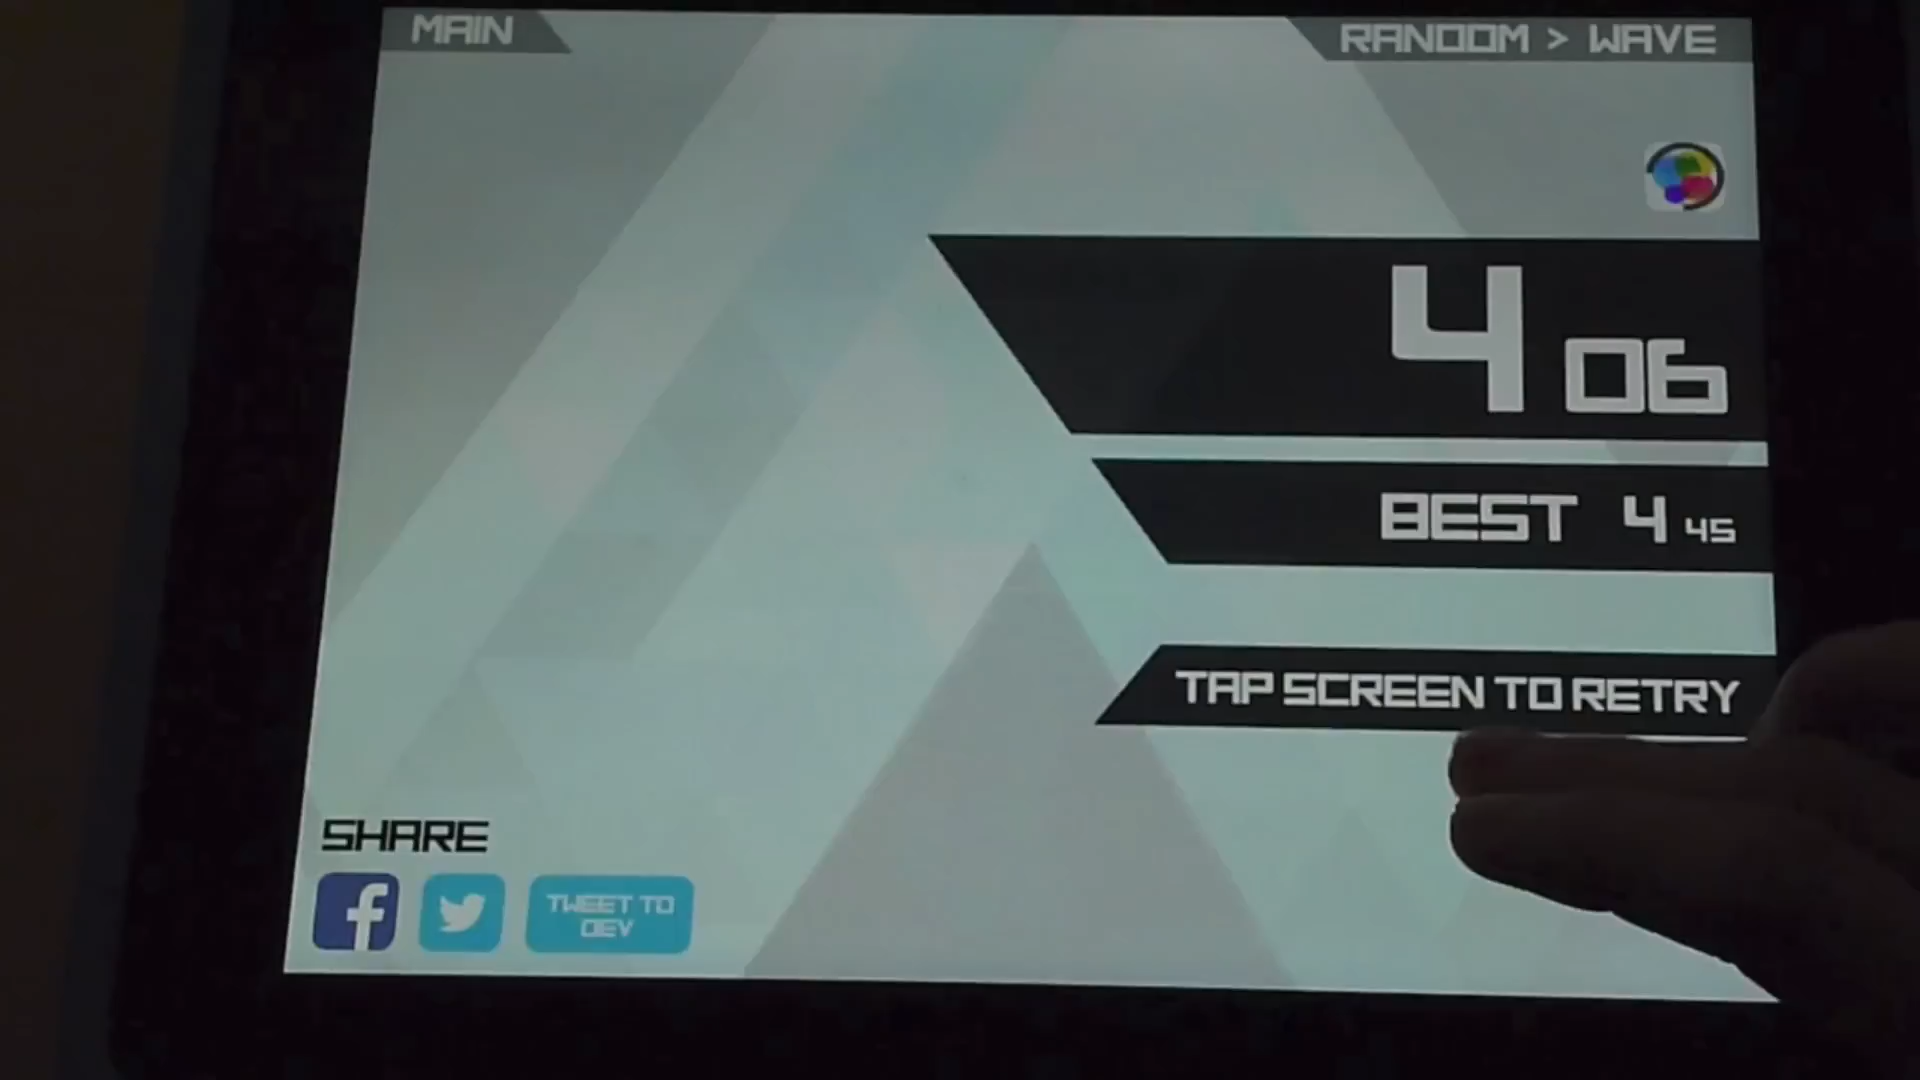 MAIN
RANDOM > WAVE
4 06
BEST 4 45
TAP SCREEN TO RETRY
SHARE
f
TWEET TO
DEV